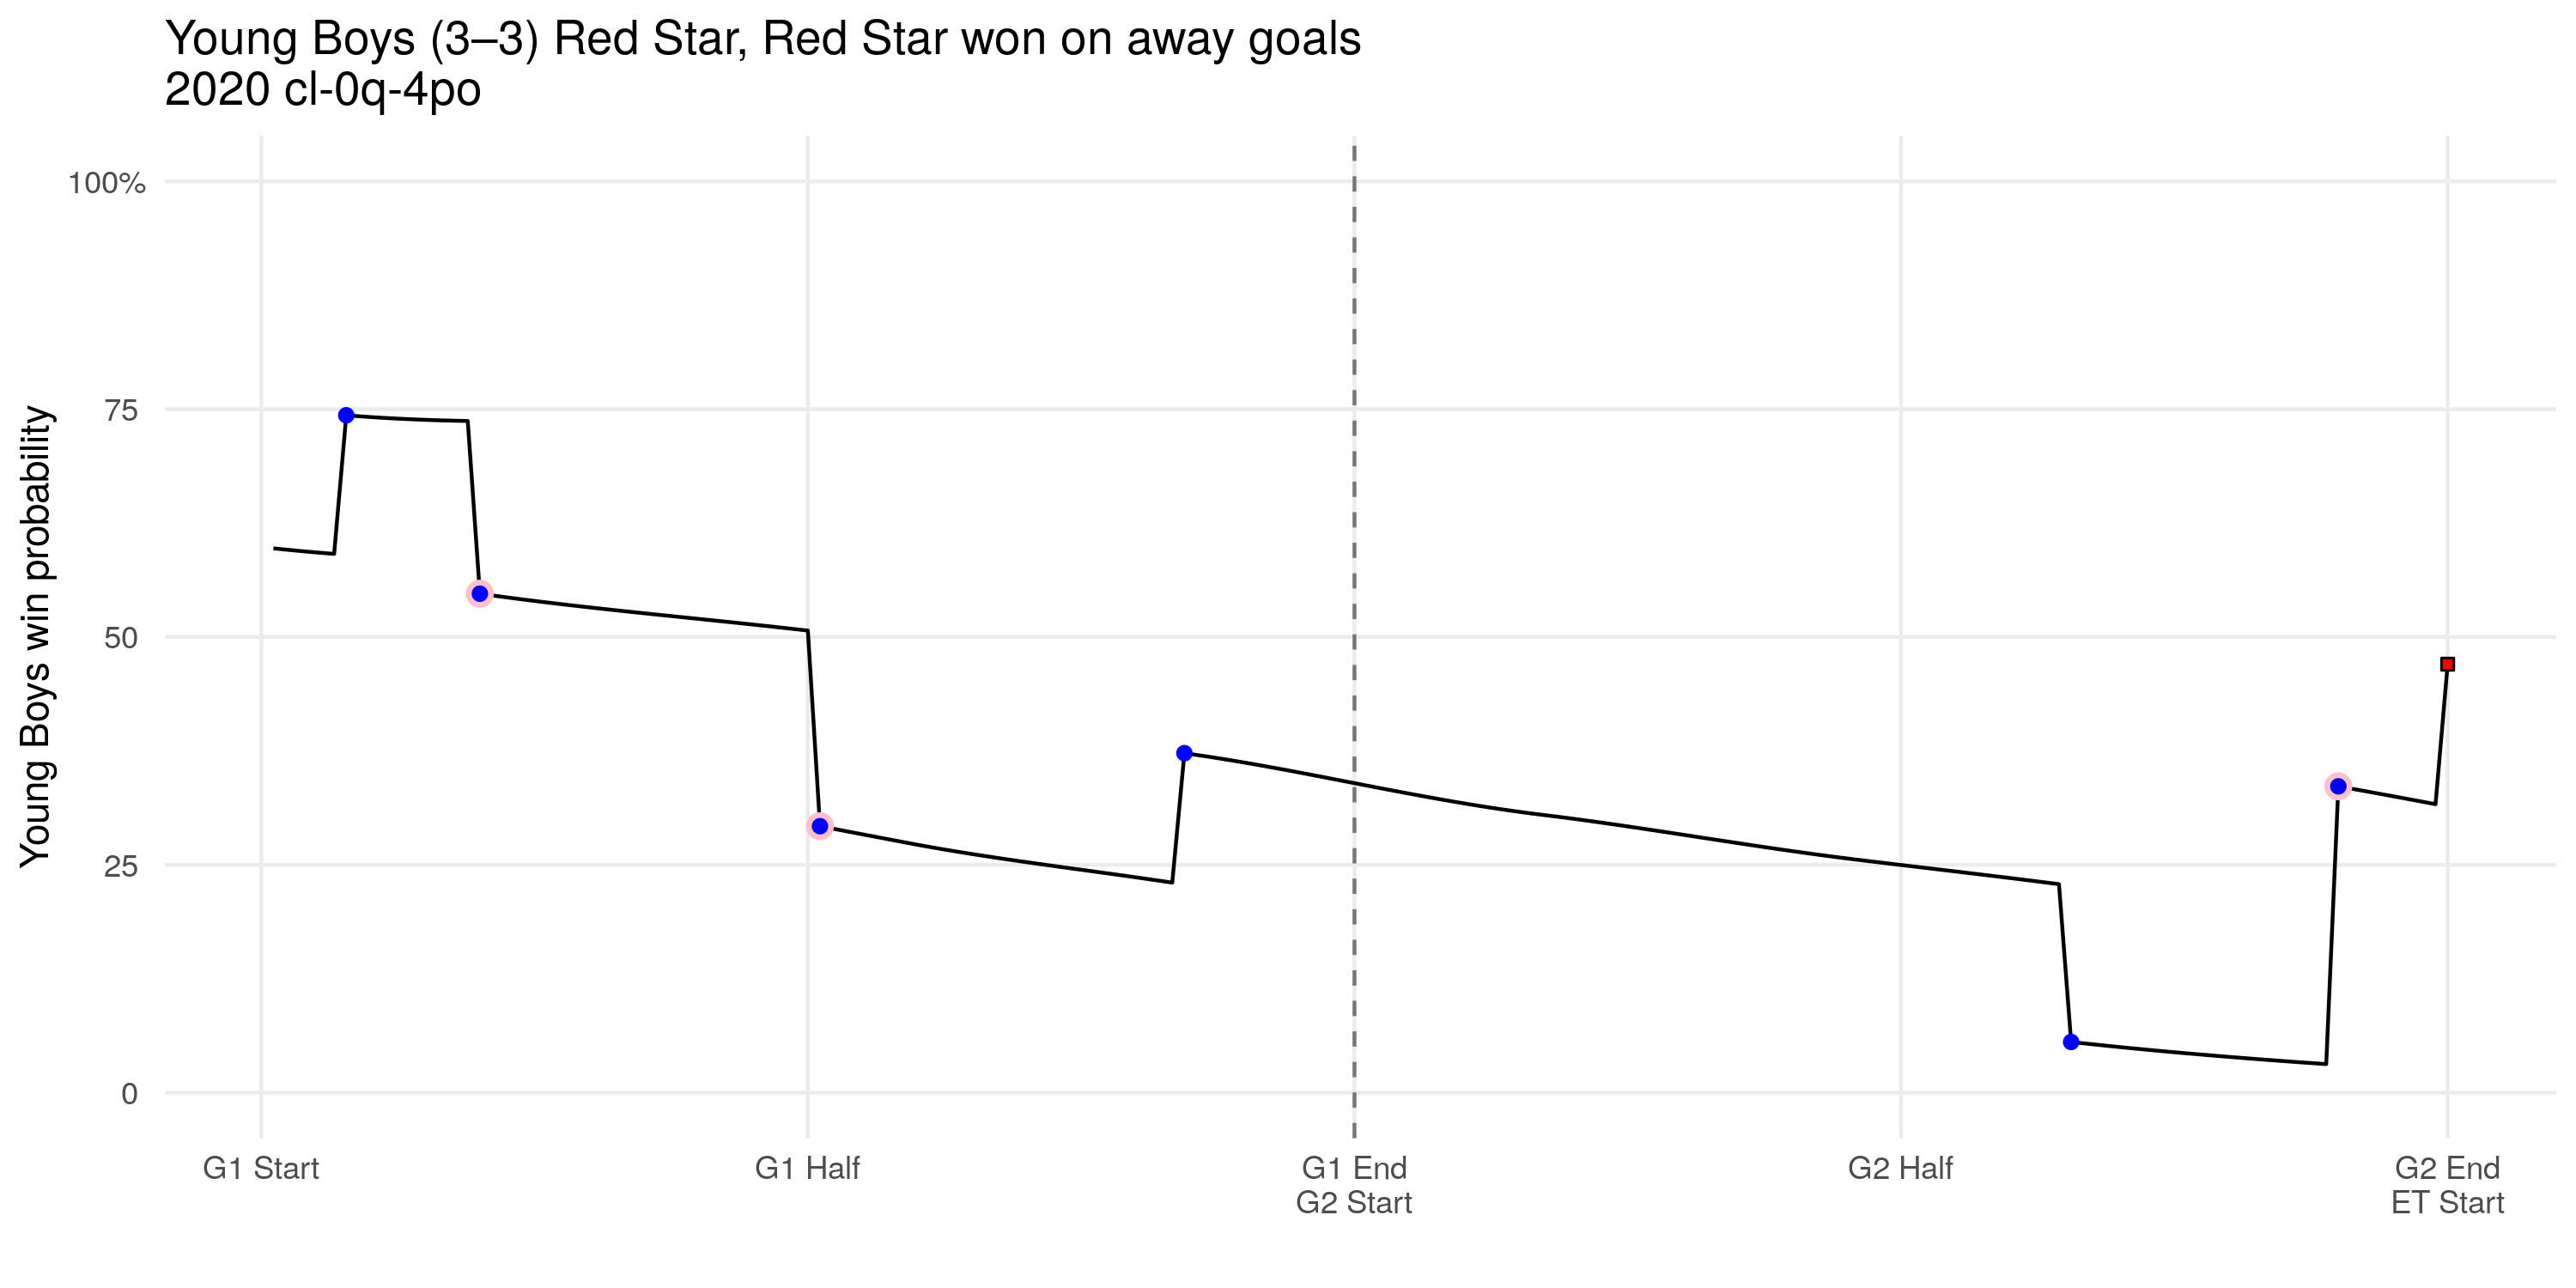 Young Boys (3–3) Red Star, Red Star won on away goals
2020 cl-0q-4po
Young Boys win probability
100%
75
50
25
0
G1 Start
G1 Half
G1 End
G2 Start
G2 Half
G2 End
ET Start